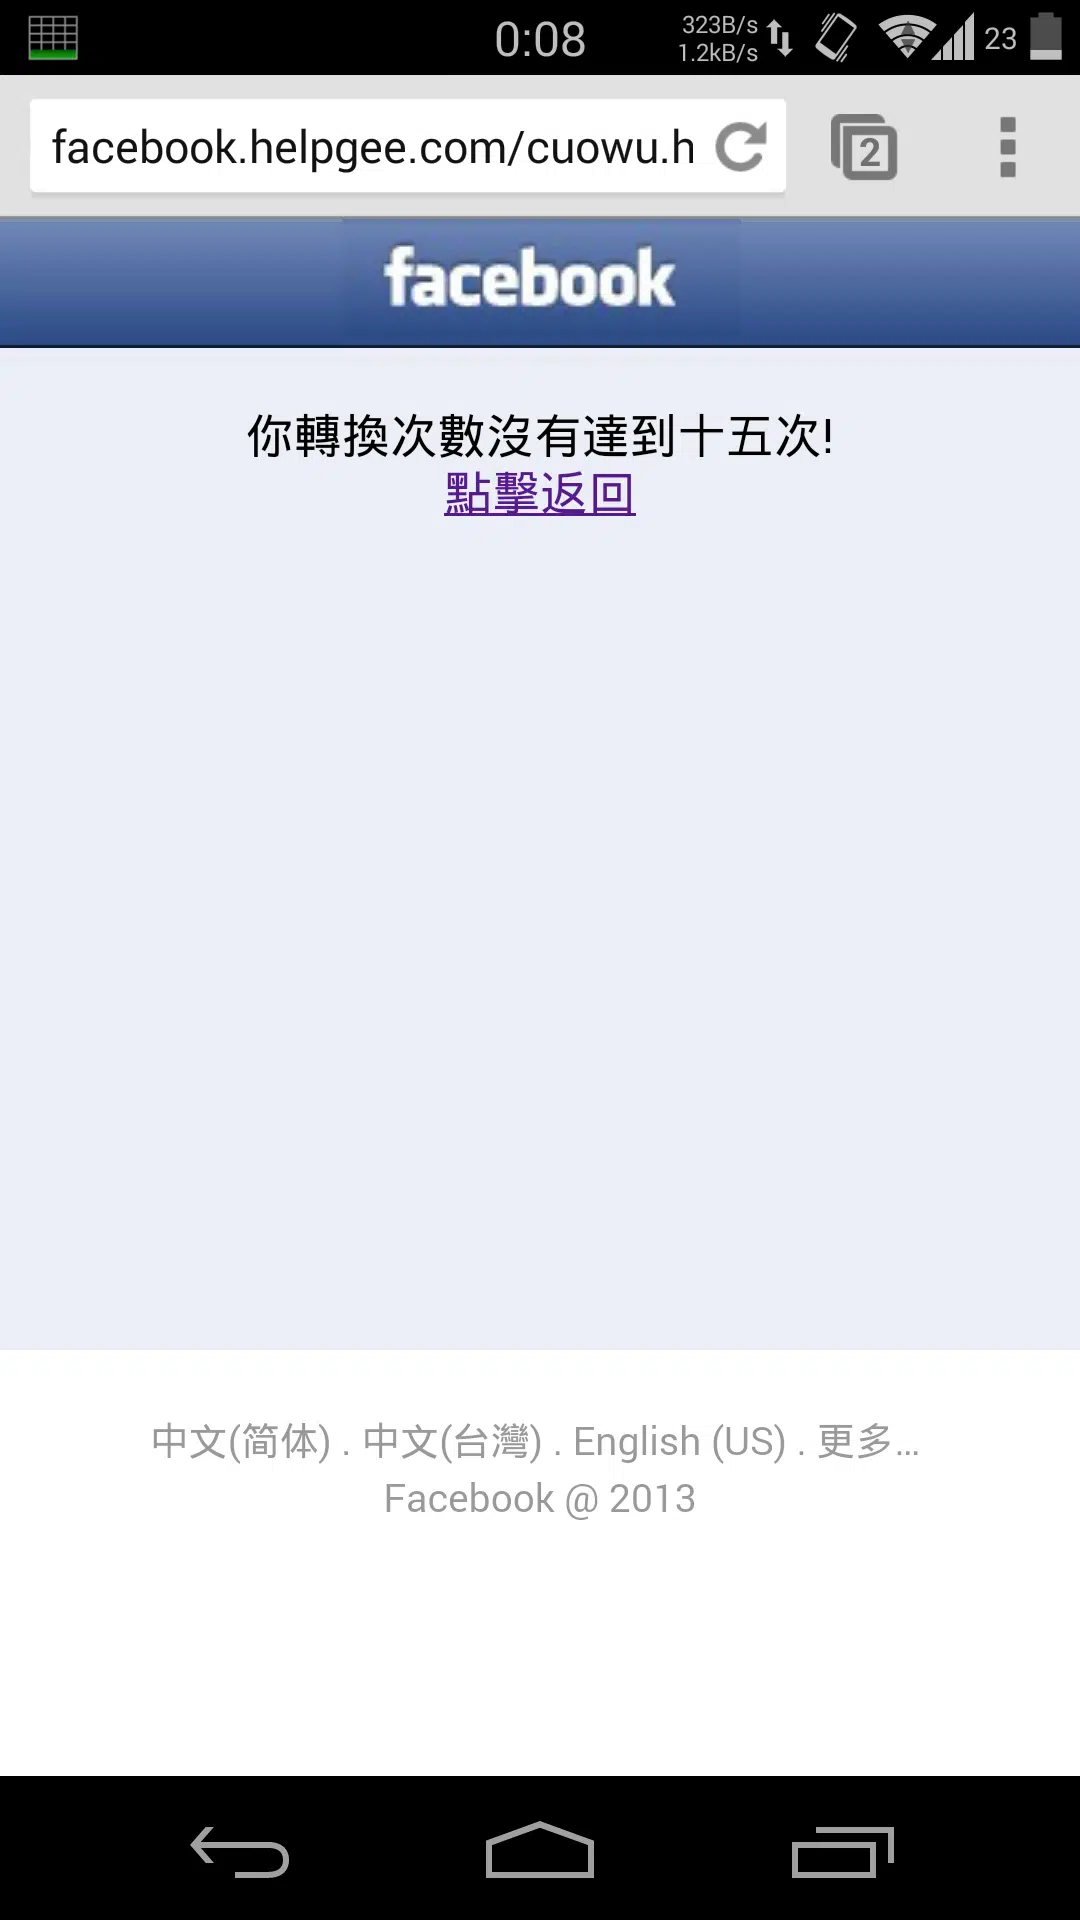 0:08
323B/s
1.2kB/s
23
facebook.helpgee.com/cuowu.h
2
facebook
你轉換次數沒有達到十五次!
點擊返回
中文(简体) . 中文(台灣) . English (US) . 更多...
Facebook @ 2013